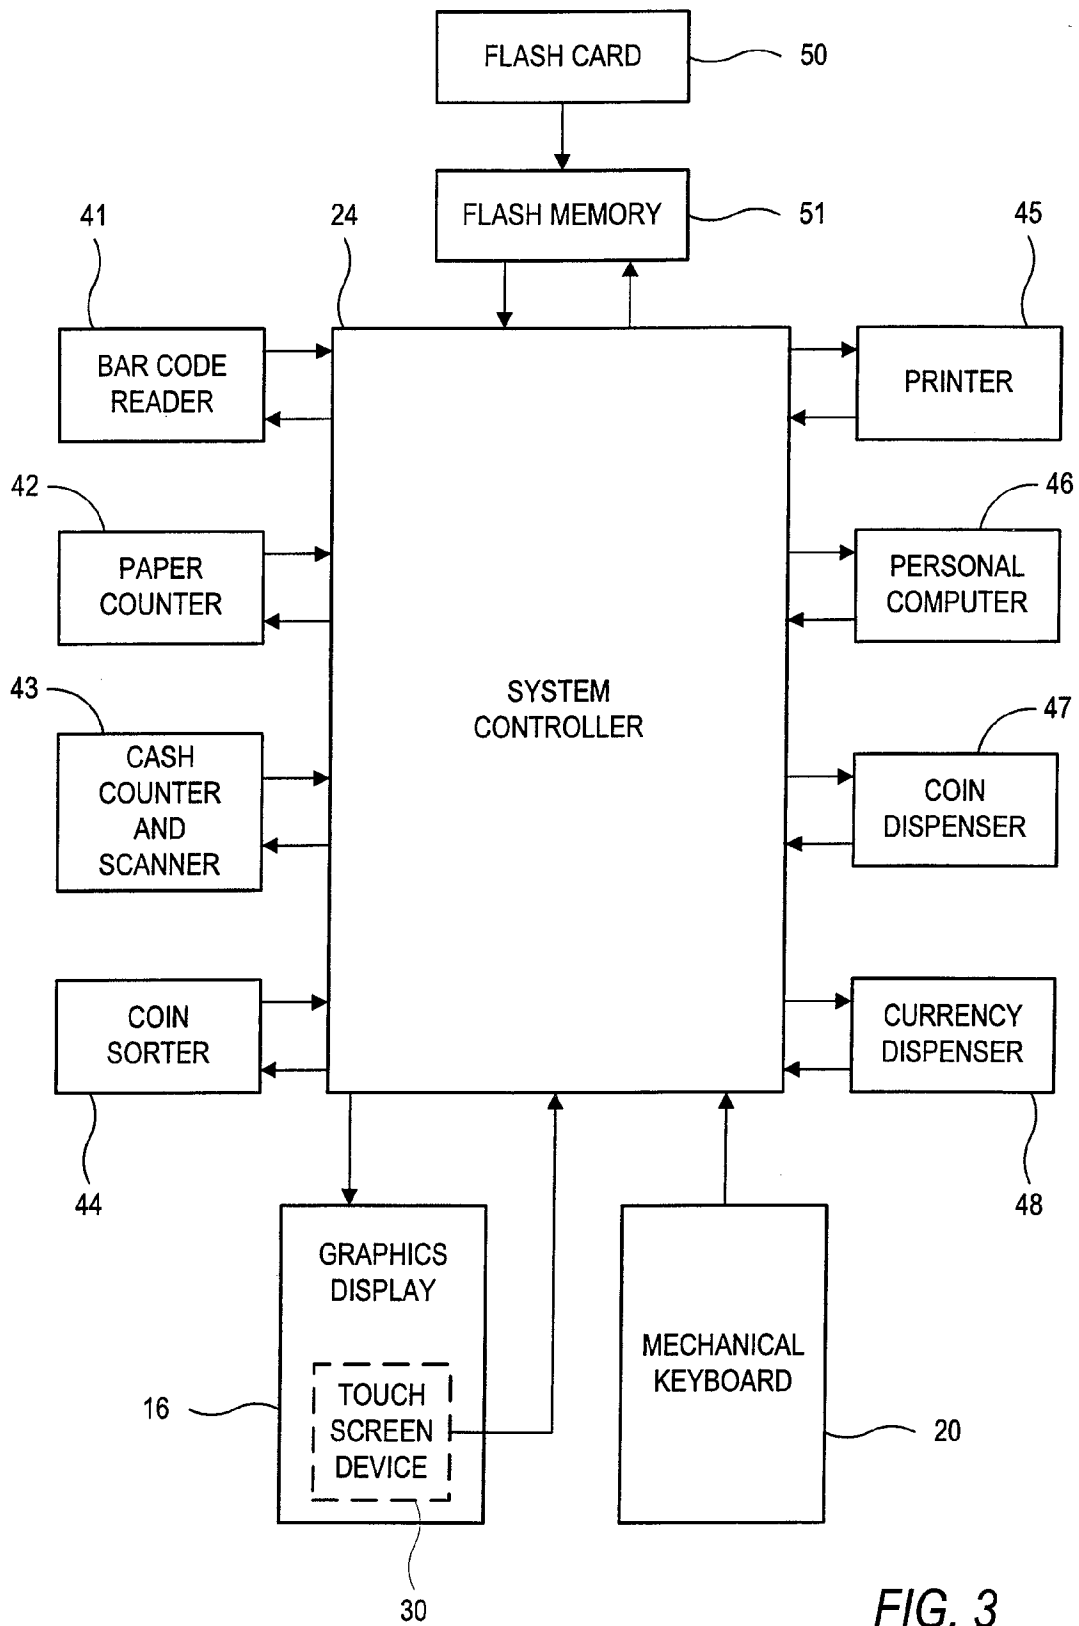 FLASH CARD
50
FLASH MEMORY
51
41
24
45
BAR CODE
READER
PRINTER
42
46
PAPER
COUNTER
PERSONAL
COMPUTER
SYSTEM
CONTROLLER
43
47
CASH
COUNTER
AND
SCANNER
COIN
DISPENSER
COIN
SORTER
CURRENCY
DISPENSER
44
48
GRAPHICS
DISPLAY
MECHANICAL
KEYBOARD
16
TOUCH
SCREEN
DEVICE
20
30
FIG. 3